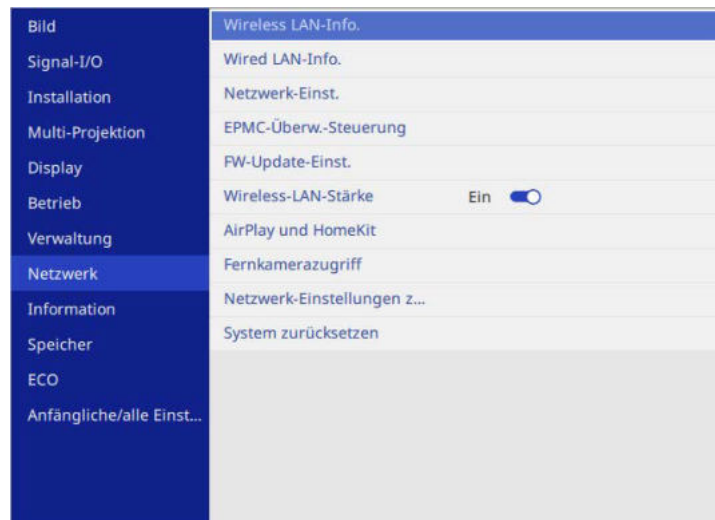 Bild
Signal-I/O
Installation
Multi-Projektion
Display
Betrieb
Verwaltung
Netzwerk
Information
Speicher
ECO
Anfängliche/alle Einst...
Wireless LAN-Info.
Wired LAN-Info.
Netzwerk-Einst.
EPMC-Überw.-Steuerung
FW-Update-Einst.
Wireless-LAN-Stärke Ein
AirPlay und HomeKit
Fernkamerazugriff
Netzwerk-Einstellungen z...
System zurücksetzen